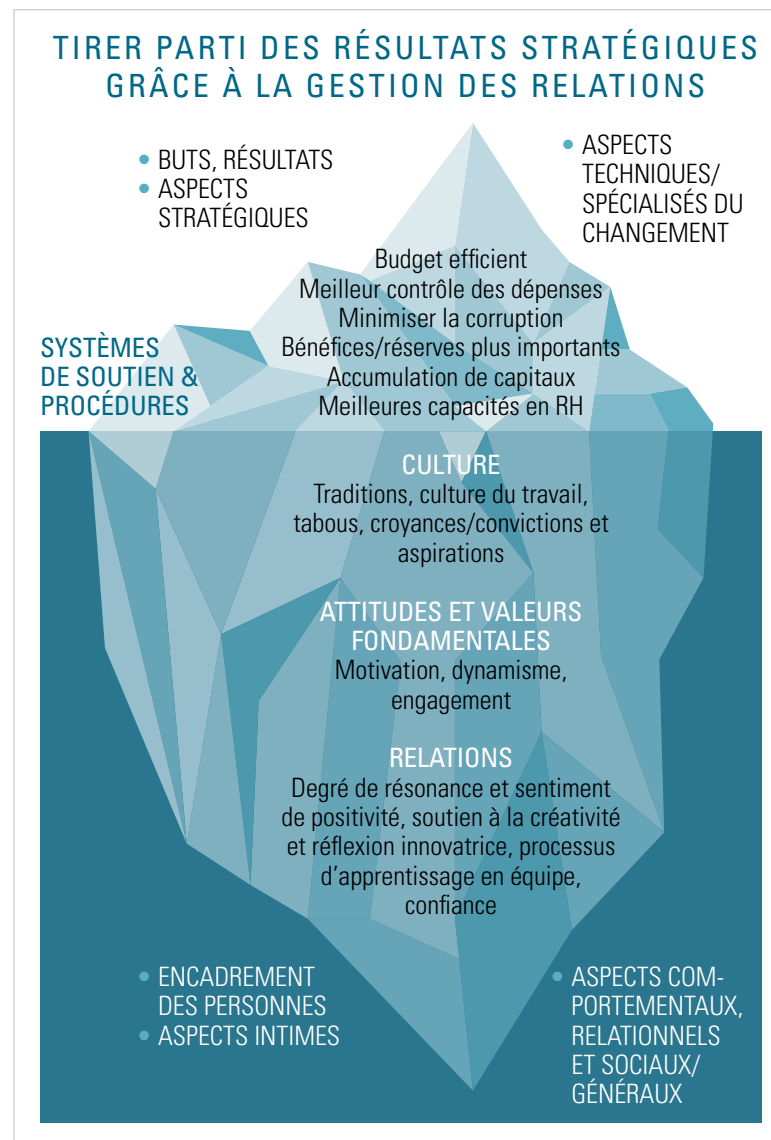 TIRER PARTI DES RÉSULTATS STRATÉGIQUES
GRÂCE À LA GESTION DES RELATIONS
• BUTS, RÉSULTATS
• ASPECTS
STRATÉGIQUES
• ASPECTS
TECHNIQUES/
SPÉCIALISÉS DU
CHANGEMENT
Budget efficient
Meilleur contrôle des dépenses
Minimiser la corruption
Bénéfices/réserves plus importants
Accumulation de capitaux
Meilleures capacités en RH
SYSTÈMES
DE SOUTIEN &
PROCÉDURES
CULTURE
Traditions, culture du travail,
tabous, croyances/convictions et
aspirations
ATTITUDES ET VALEURS
FONDAMENTALES
Motivation, dynamisme,
engagement
RELATIONS
Degré de résonance et sentiment
de positivité, soutien à la créativité
et réflexion innovatrice, processus
d’apprentissage en équipe,
confiance
• ENCADREMENT
DES PERSONNES
• ASPECTS INTIMES
• ASPECTS COM-
PORTEMENTAUX,
RELATIONNELS
ET SOCIAUX/
GÉNÉRAUX